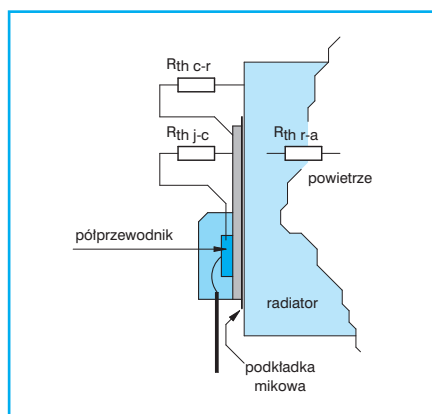 Rth c-r
Rth j-c
Rth r-a
powietrze
półprzewodnik
radiator
podkładka
mikowa